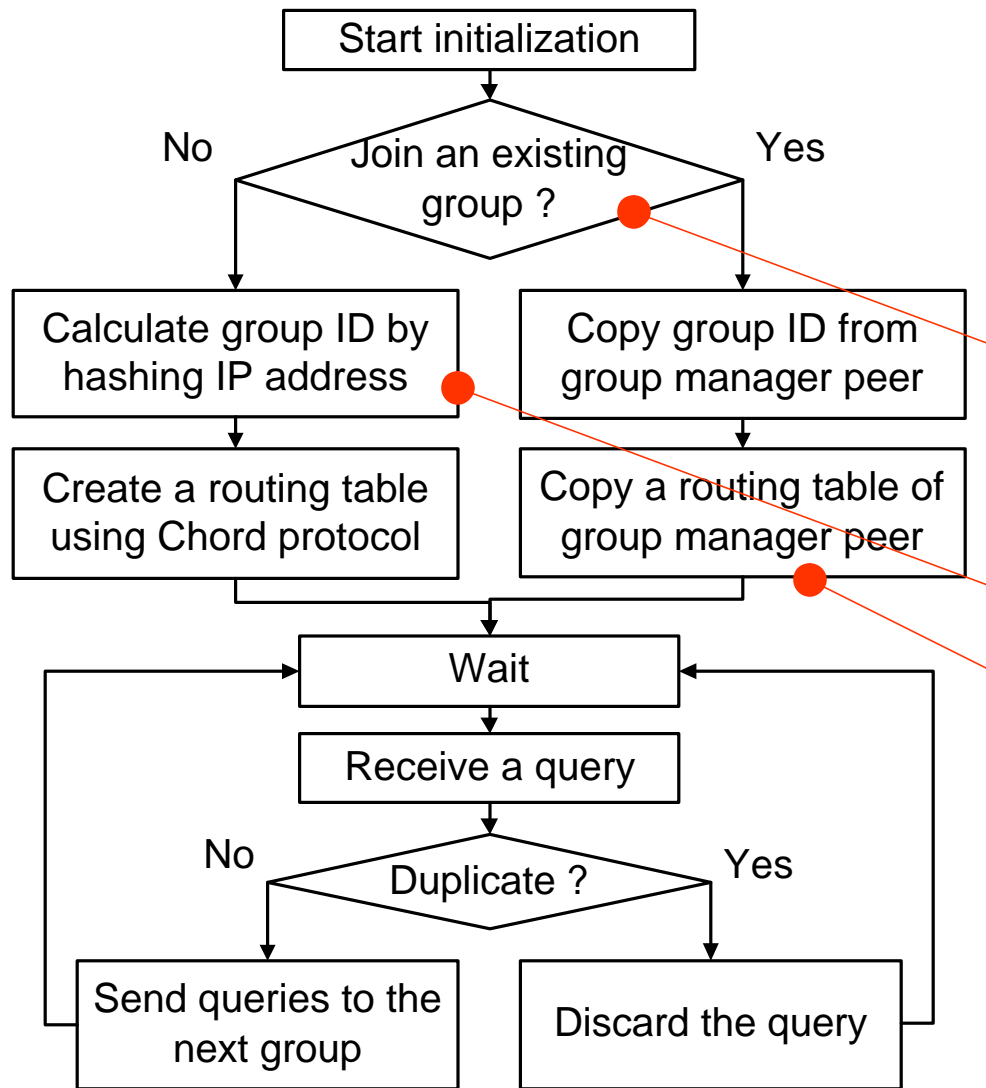 Start initialization
No
Join an existing
group ?
Yes
Calculate group ID by
hashing IP address
Copy group ID from
group manager peer
Create a routing table
using Chord protocol
Copy a routing table of
group manager peer
Wait
Receive a query
No
Duplicate ?
Yes
Send queries to the
next group
Discard the query